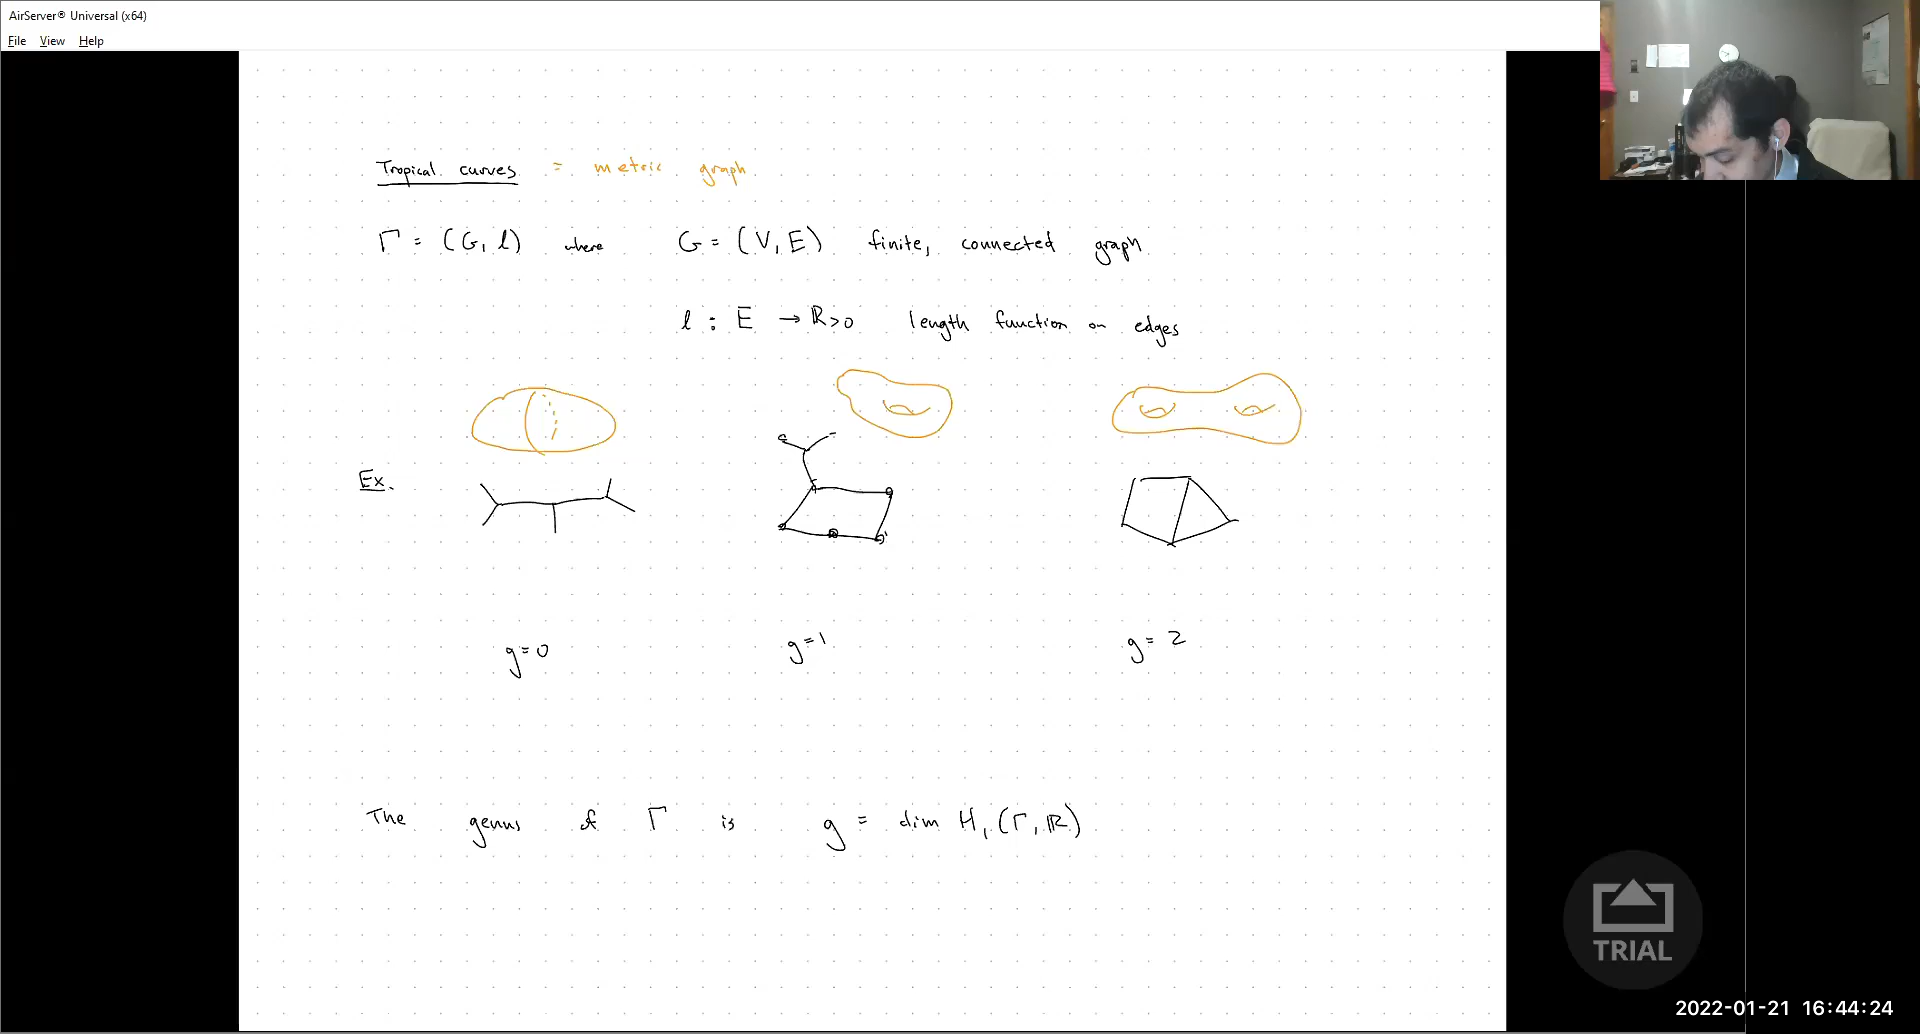 AirServer® Universal (x64)
File View Help
Tropical curves = metric graph
Γ = (G, l) where G = (V, E) finite, connected graph
l : E → ℝ>0 length function on edges
Ex.
g = 0 g = 1 g = 2
The genus of Γ is g = dim H₁(Γ, ℝ)
TRIAL
2022-01-21 16:44:24